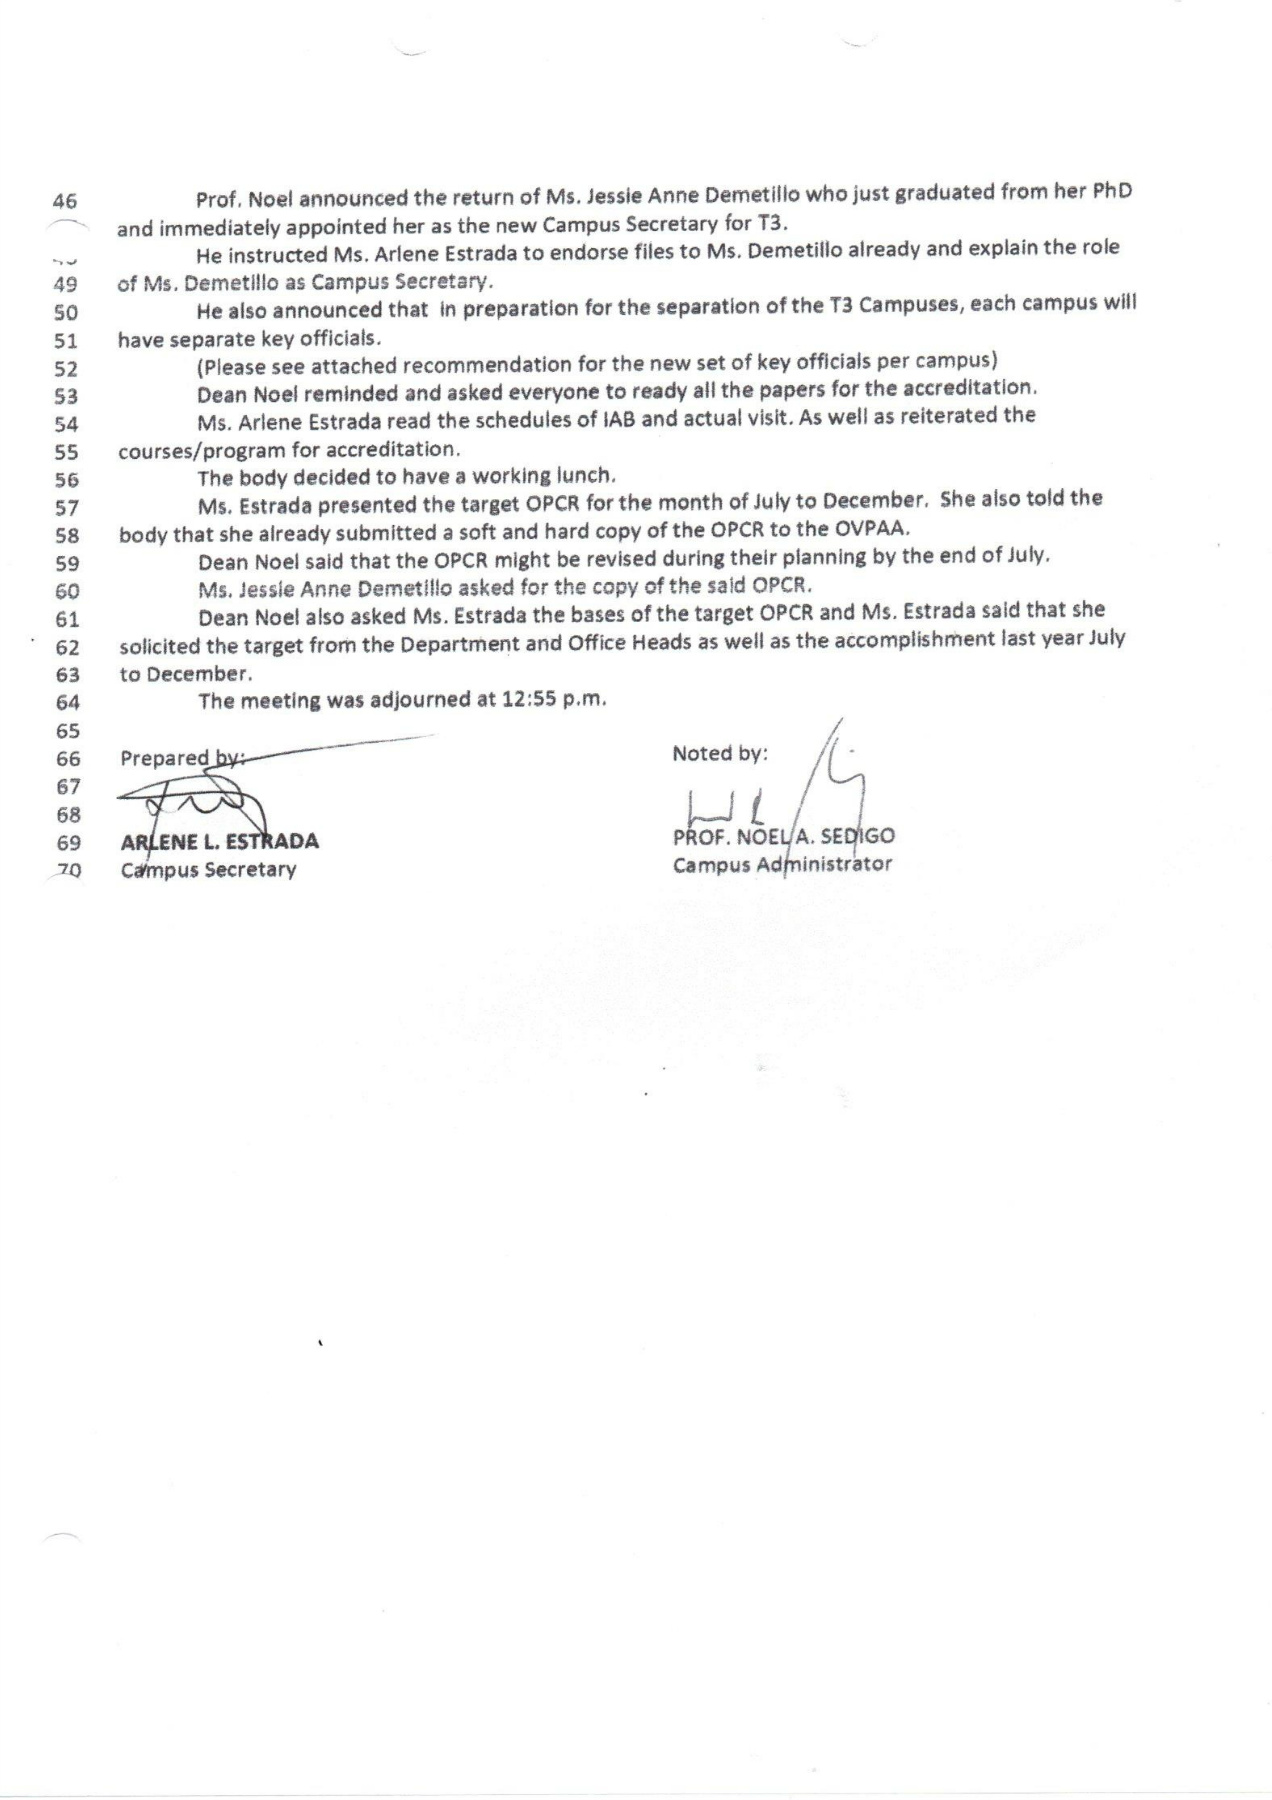 46 Prof. Noel announced the return of Ms. Jessie Anne Demetillo who just graduated from her PhD
and immediately appointed her as the new Campus Secretary for T3.
He instructed Ms. Arlene Estrada to endorse files to Ms. Demetillo already and explain the role
49 of Ms. Demetillo as Campus Secretary.
50 He also announced that in preparation for the separation of the T3 Campuses, each campus will
51 have separate key officials.
52 (Please see attached recommendation for the new set of key officials per campus)
53 Dean Noel reminded and asked everyone to ready all the papers for the accreditation.
54 Ms. Arlene Estrada read the schedules of IAB and actual visit. As well as reiterated the
55 courses/program for accreditation.
56 The body decided to have a working lunch.
57 Ms. Estrada presented the target OPCR for the month of July to December. She also told the
58 body that she already submitted a soft and hard copy of the OPCR to the OVPAA.
59 Dean Noel said that the OPCR might be revised during their planning by the end of July.
60 Ms. Jessie Anne Demetillo asked for the copy of the said OPCR.
61 Dean Noel also asked Ms. Estrada the bases of the target OPCR and Ms. Estrada said that she
62 solicited the target from the Department and Office Heads as well as the accomplishment last year July
63 to December.
64 The meeting was adjourned at 12:55 p.m.
65
66 Prepared by: Noted by:
67
68
69 ARLENE L. ESTRADA PROF. NOEL A. SEDIGO
70 Campus Secretary Campus Administrator